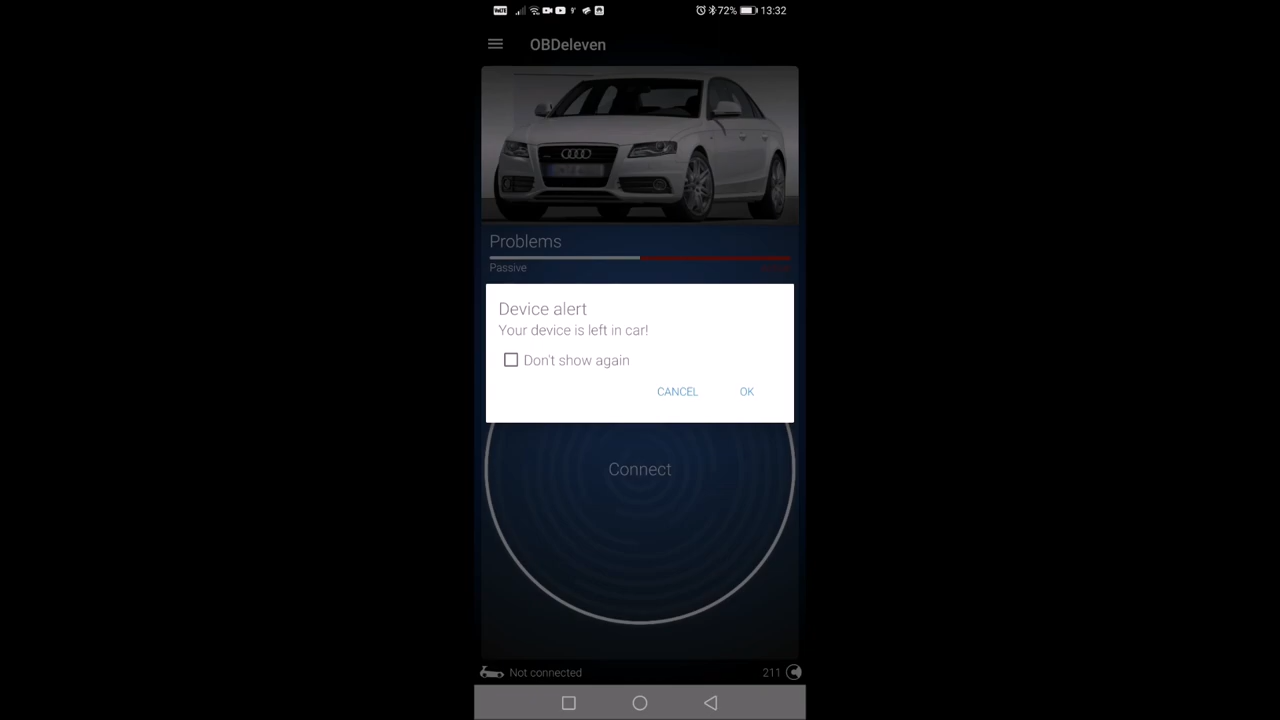 VoLTE 72% 13:32
OBDeleven
Problems
Passive
Device alert
Your device is left in car!
Don't show again
CANCEL OK
Connect
Not connected 211